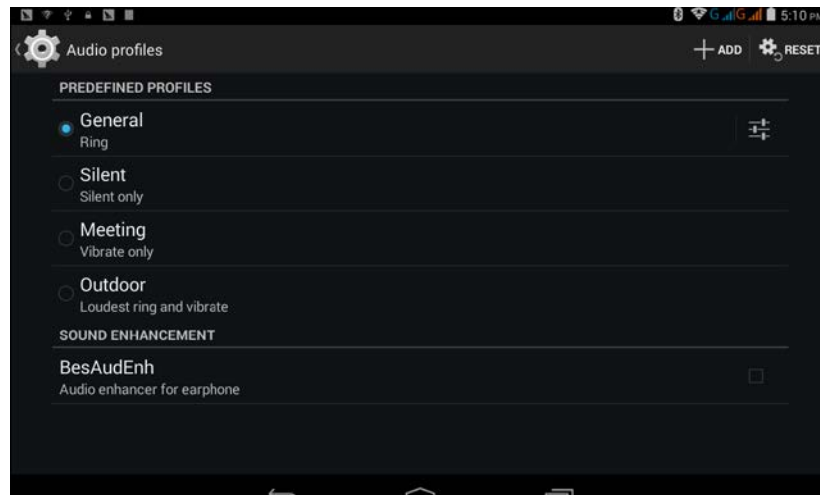 G G 5:10 PM
Audio profiles ADD RESET
PREDEFINED PROFILES
General
Ring
Silent
Silent only
Meeting
Vibrate only
Outdoor
Loudest ring and vibrate
SOUND ENHANCEMENT
BesAudEnh
Audio enhancer for earphone